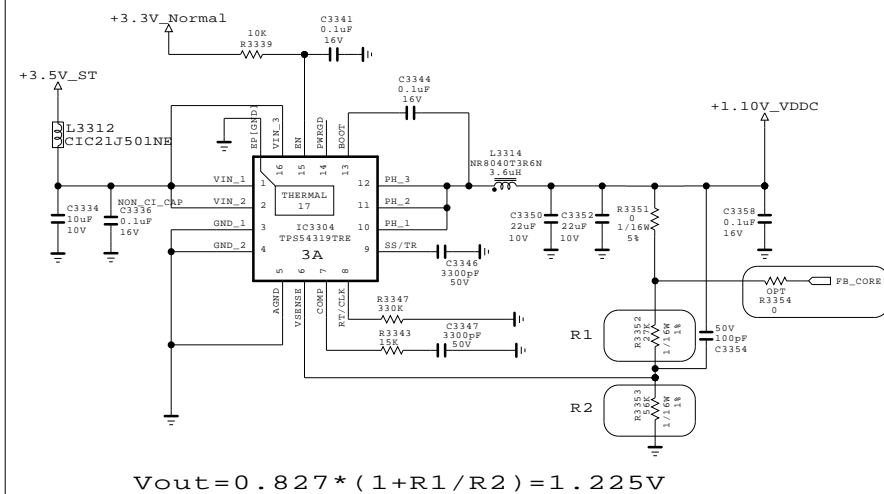 +3.3V_Normal
10K
R3339
C3341
0.1uF
16V
+3.5V_ST
C3344
0.1uF
16V
+1.10V_VDDC
L3312
CIC21J501NE
EP[GND]
VIN_3
EN
PWRGD
BOOT
16
15
14
13
L3314
NR8040T3R6N
3.6uH
VIN_1
1
THERMAL
17
12
PH_3
VIN_2
2
11
PH_2
GND_1
3
IC3304
TPS54319TRE
10
PH_1
GND_2
4
3A
9
SS/TR
5
6
7
8
AGND
VSENSE
COMP
RT/CLK
C3334
10uF
10V
NON_CI_CAP
C3336
0.1uF
16V
C3346
3300pF
50V
C3350
22uF
10V
C3352
22uF
10V
R3351
0
1/16W
5%
C3358
0.1uF
16V
OPT
R3354
0
FB_CORE
R3347
330K
R3343
15K
C3347
3300pF
50V
R1
R3352
27K
1/16W
1%
50V
100pF
C3354
R2
R3353
56K
1/16W
1%
Vout=0.827*(1+R1/R2)=1.225V